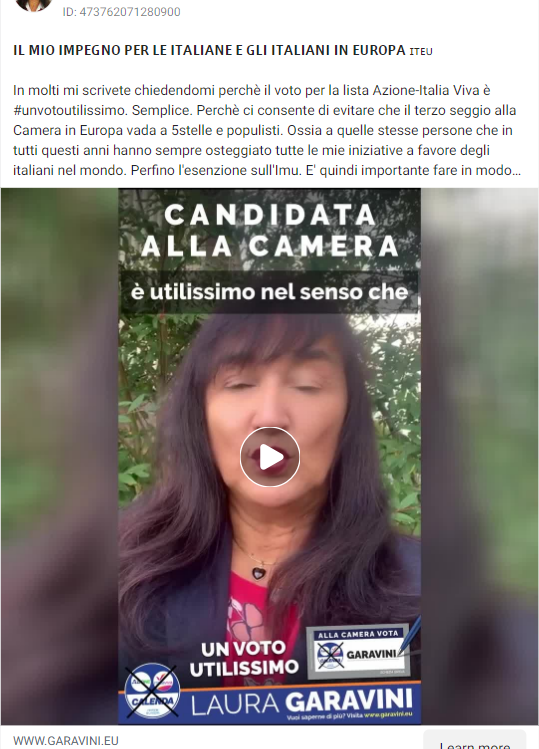 ID: 473762071280900
IL MIO IMPEGNO PER LE ITALIANE E GLI ITALIANI IN EUROPA ITEU
In molti mi scrivete chiedendomi perchè il voto per la lista Azione-Italia Viva è
#unvotoutilissimo. Semplice. Perchè ci consente di evitare che il terzo seggio alla
Camera in Europa vada a 5stelle e populisti. Ossia a quelle stesse persone che in
tutti questi anni hanno sempre osteggiato tutte le mie iniziative a favore degli
italiani nel mondo. Perfino l'esenzione sull'Imu. E' quindi importante fare in modo...
CANDIDATA
ALLA CAMERA
è utilissimo nel senso che
ALLA CAMERA VOTA
GARAVINI
UN VOTO
UTILISSIMO
CALENDA
LAURA GARAVINI
Vuoi saperne di più? Visita www.garavini.eu
WWW.GARAVINI.EU
Learn more